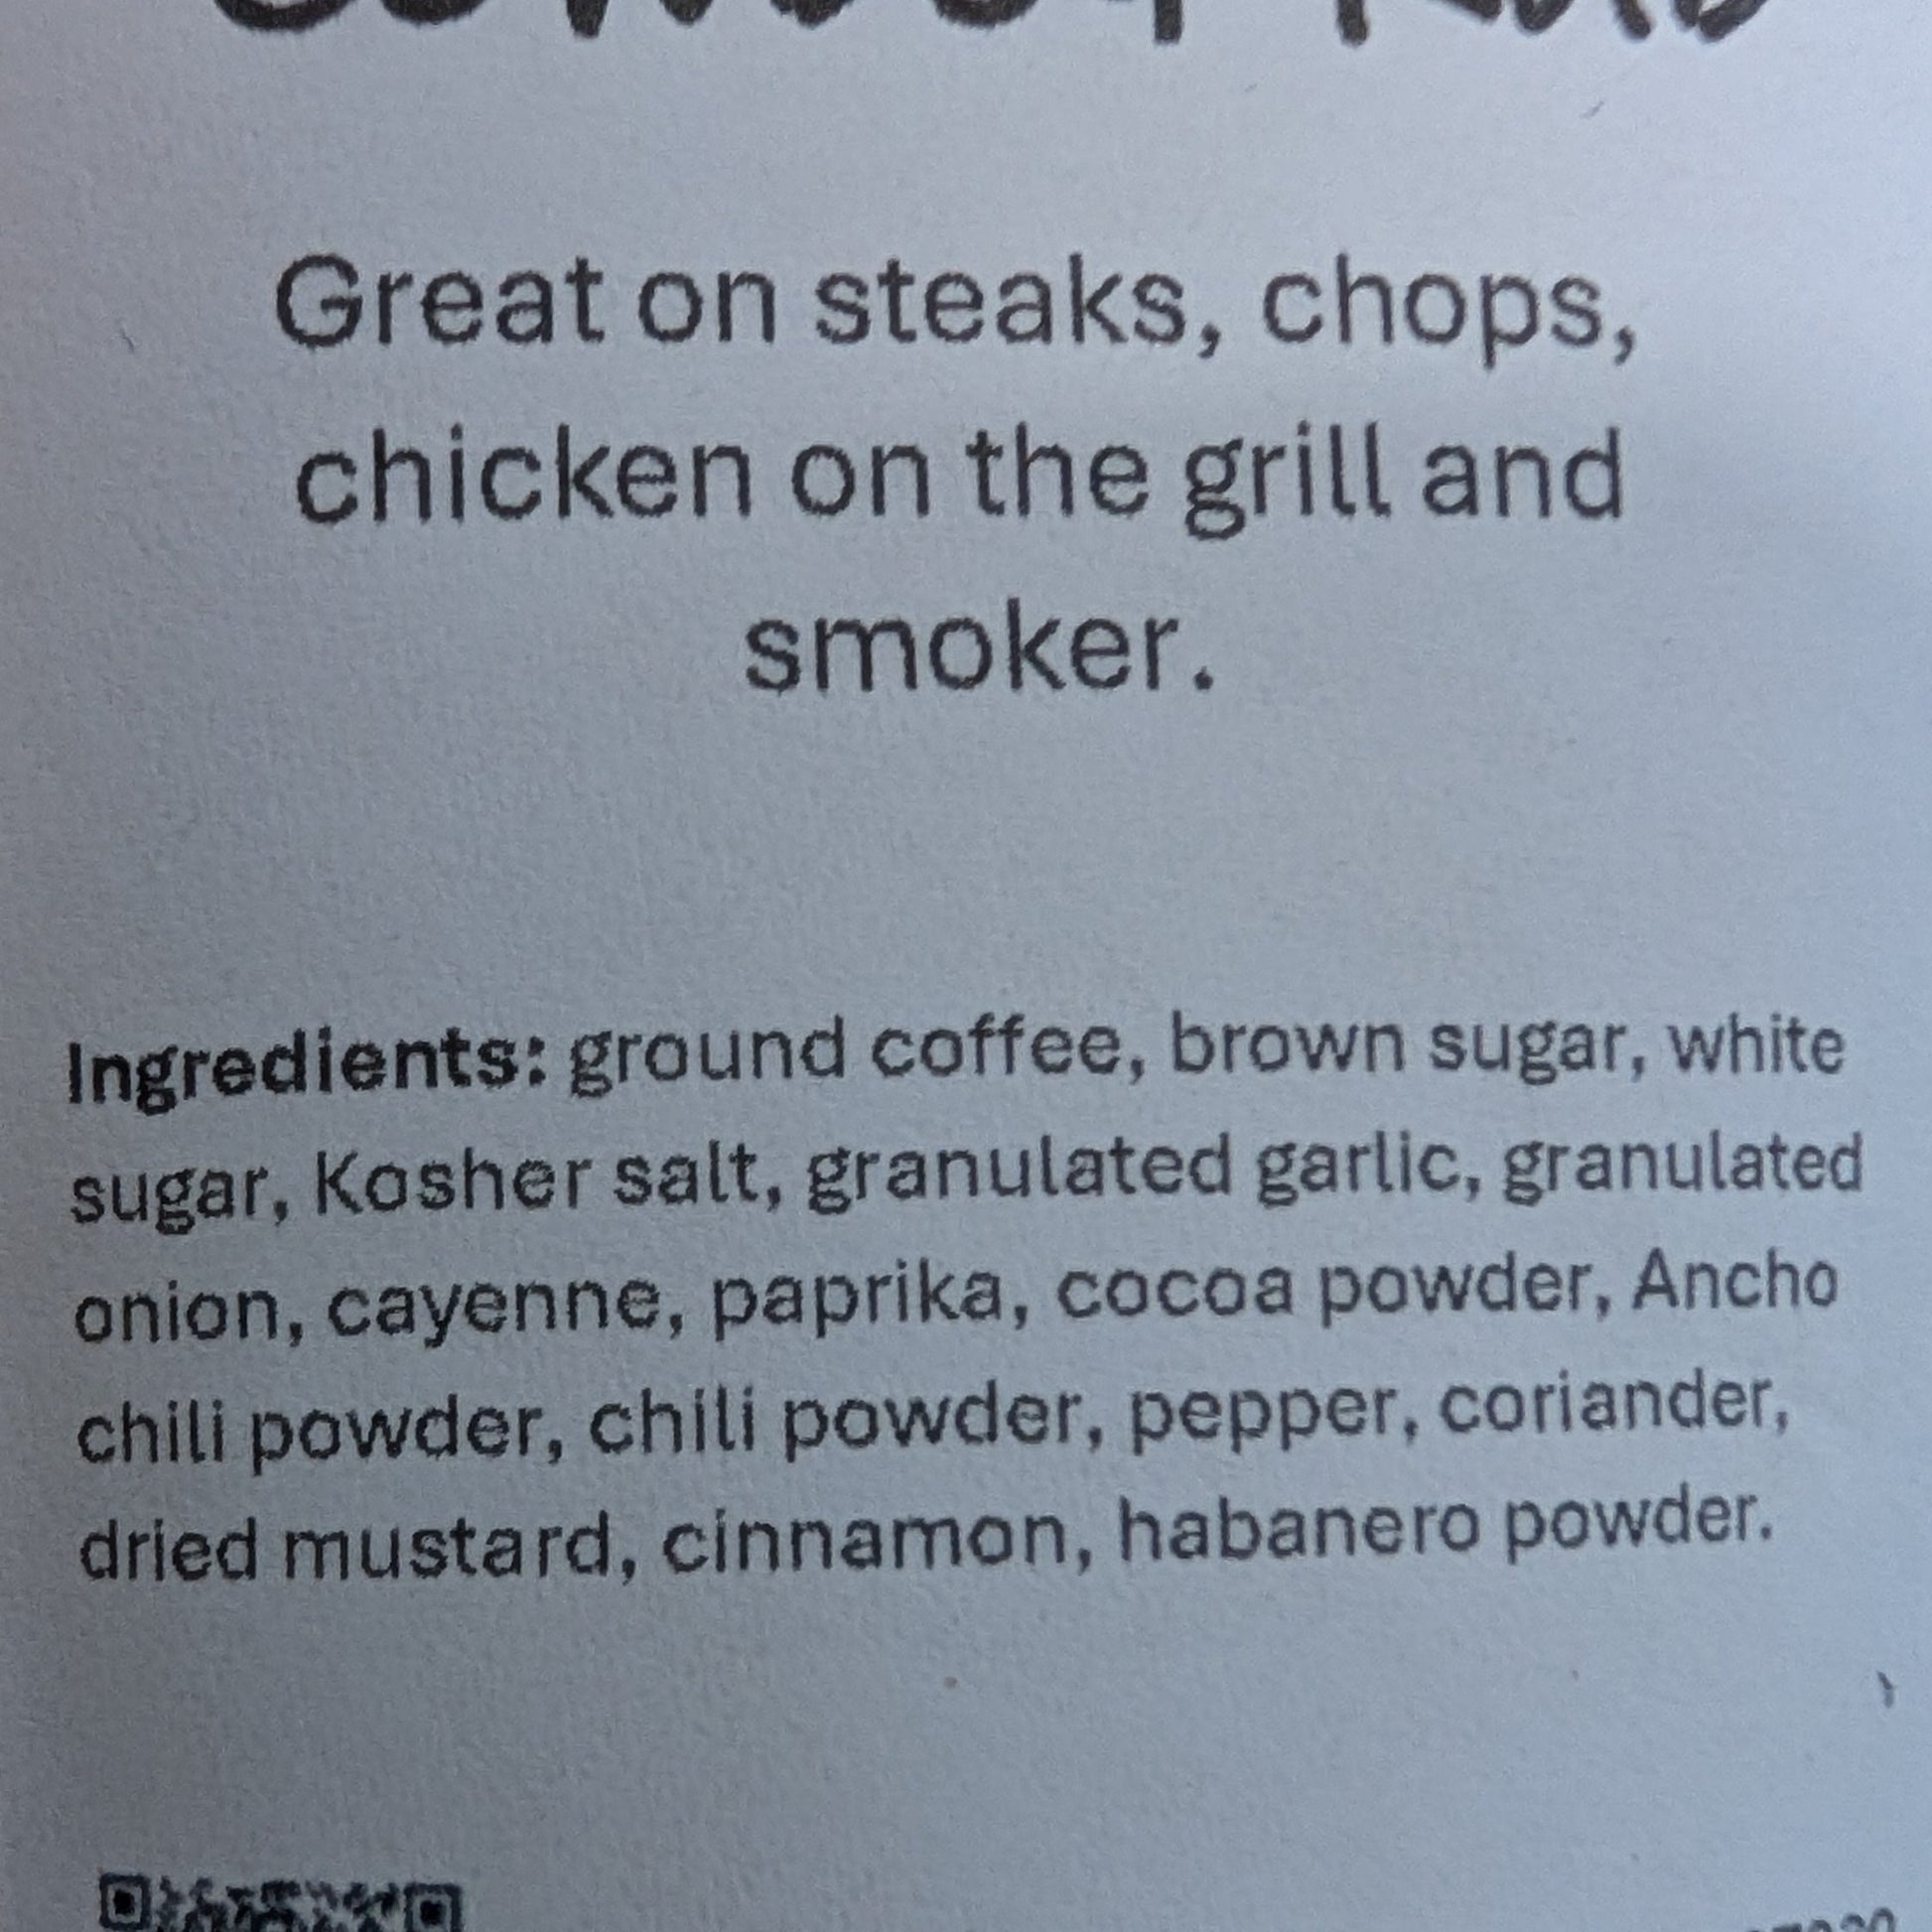 Great on steaks, chops,
chicken on the grill and
smoker.
Ingredients: ground coffee, brown sugar, white
sugar, Kosher salt, granulated garlic, granulated
onion, cayenne, paprika, cocoa powder, Ancho
chili powder, chili powder, pepper, coriander,
dried mustard, cinnamon, habanero powder.